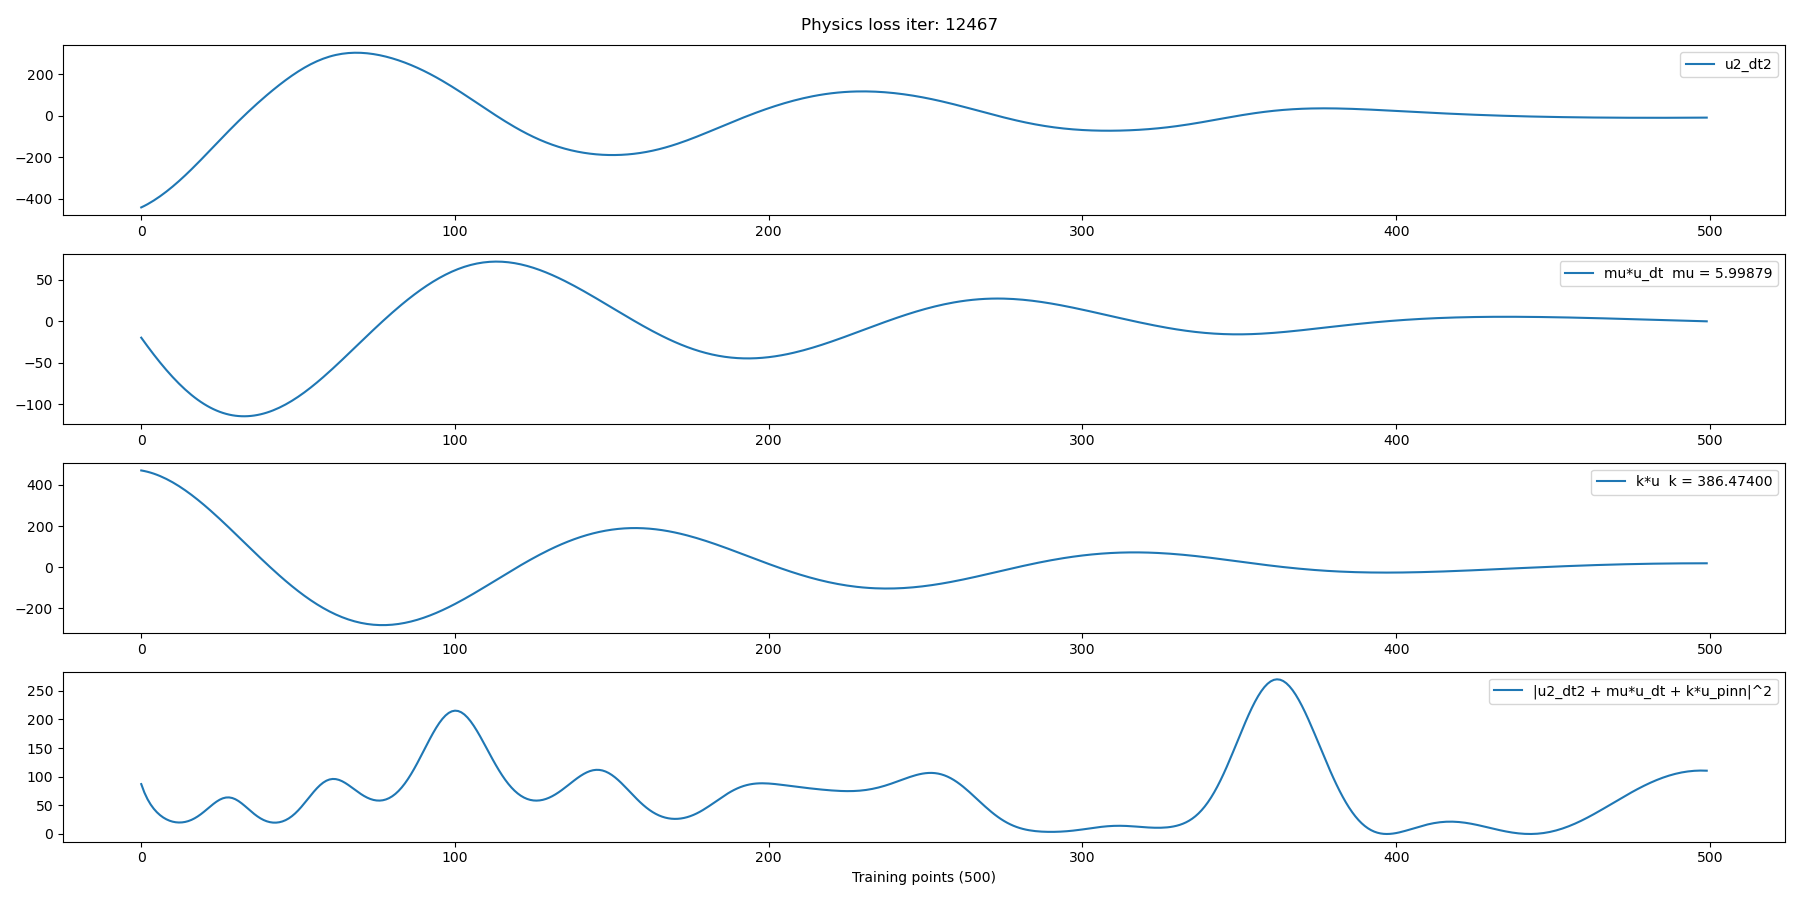 Physics loss iter: 12467
u2_dt2
200
0
−200
−400
0 100 200 300 400 500
mu*u_dt mu = 5.99879
50
0
−50
−100
0 100 200 300 400 500
k*u k = 386.47400
400
200
0
−200
0 100 200 300 400 500
|u2_dt2 + mu*u_dt + k*u_pinn|^2
250
200
150
100
50
0
0 100 200 300 400 500
Training points (500)